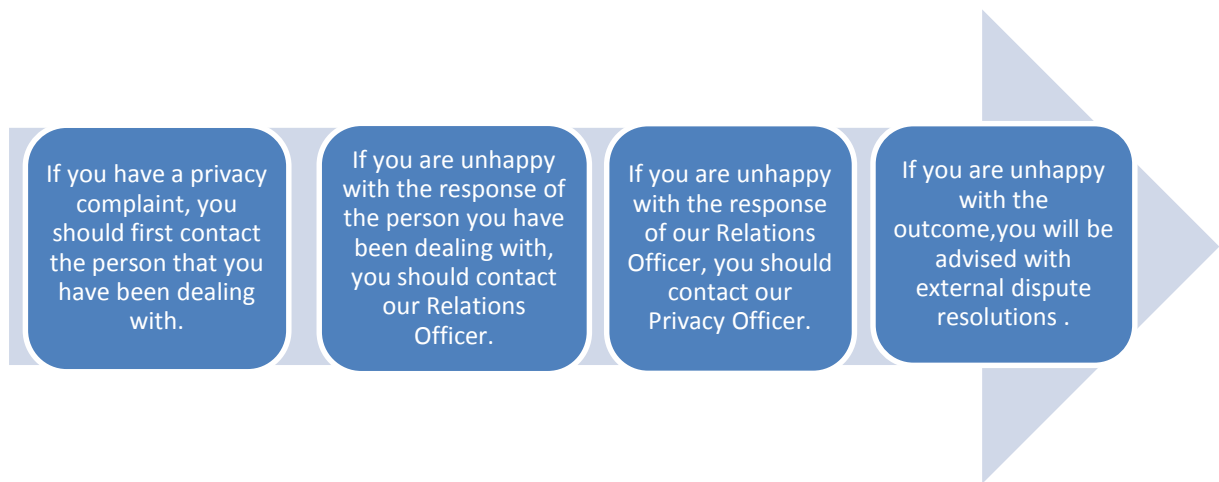 If you have a privacy
complaint, you
should first contact
the person that you
have been dealing
with.
If you are unhappy
with the response of
the person you have
been dealing with,
you should contact
our Relations
Officer.
If you are unhappy
with the response
of our Relations
Officer, you should
contact our
Privacy Officer.
If you are unhappy
with the
outcome,you will be
advised with
external dispute
resolutions .